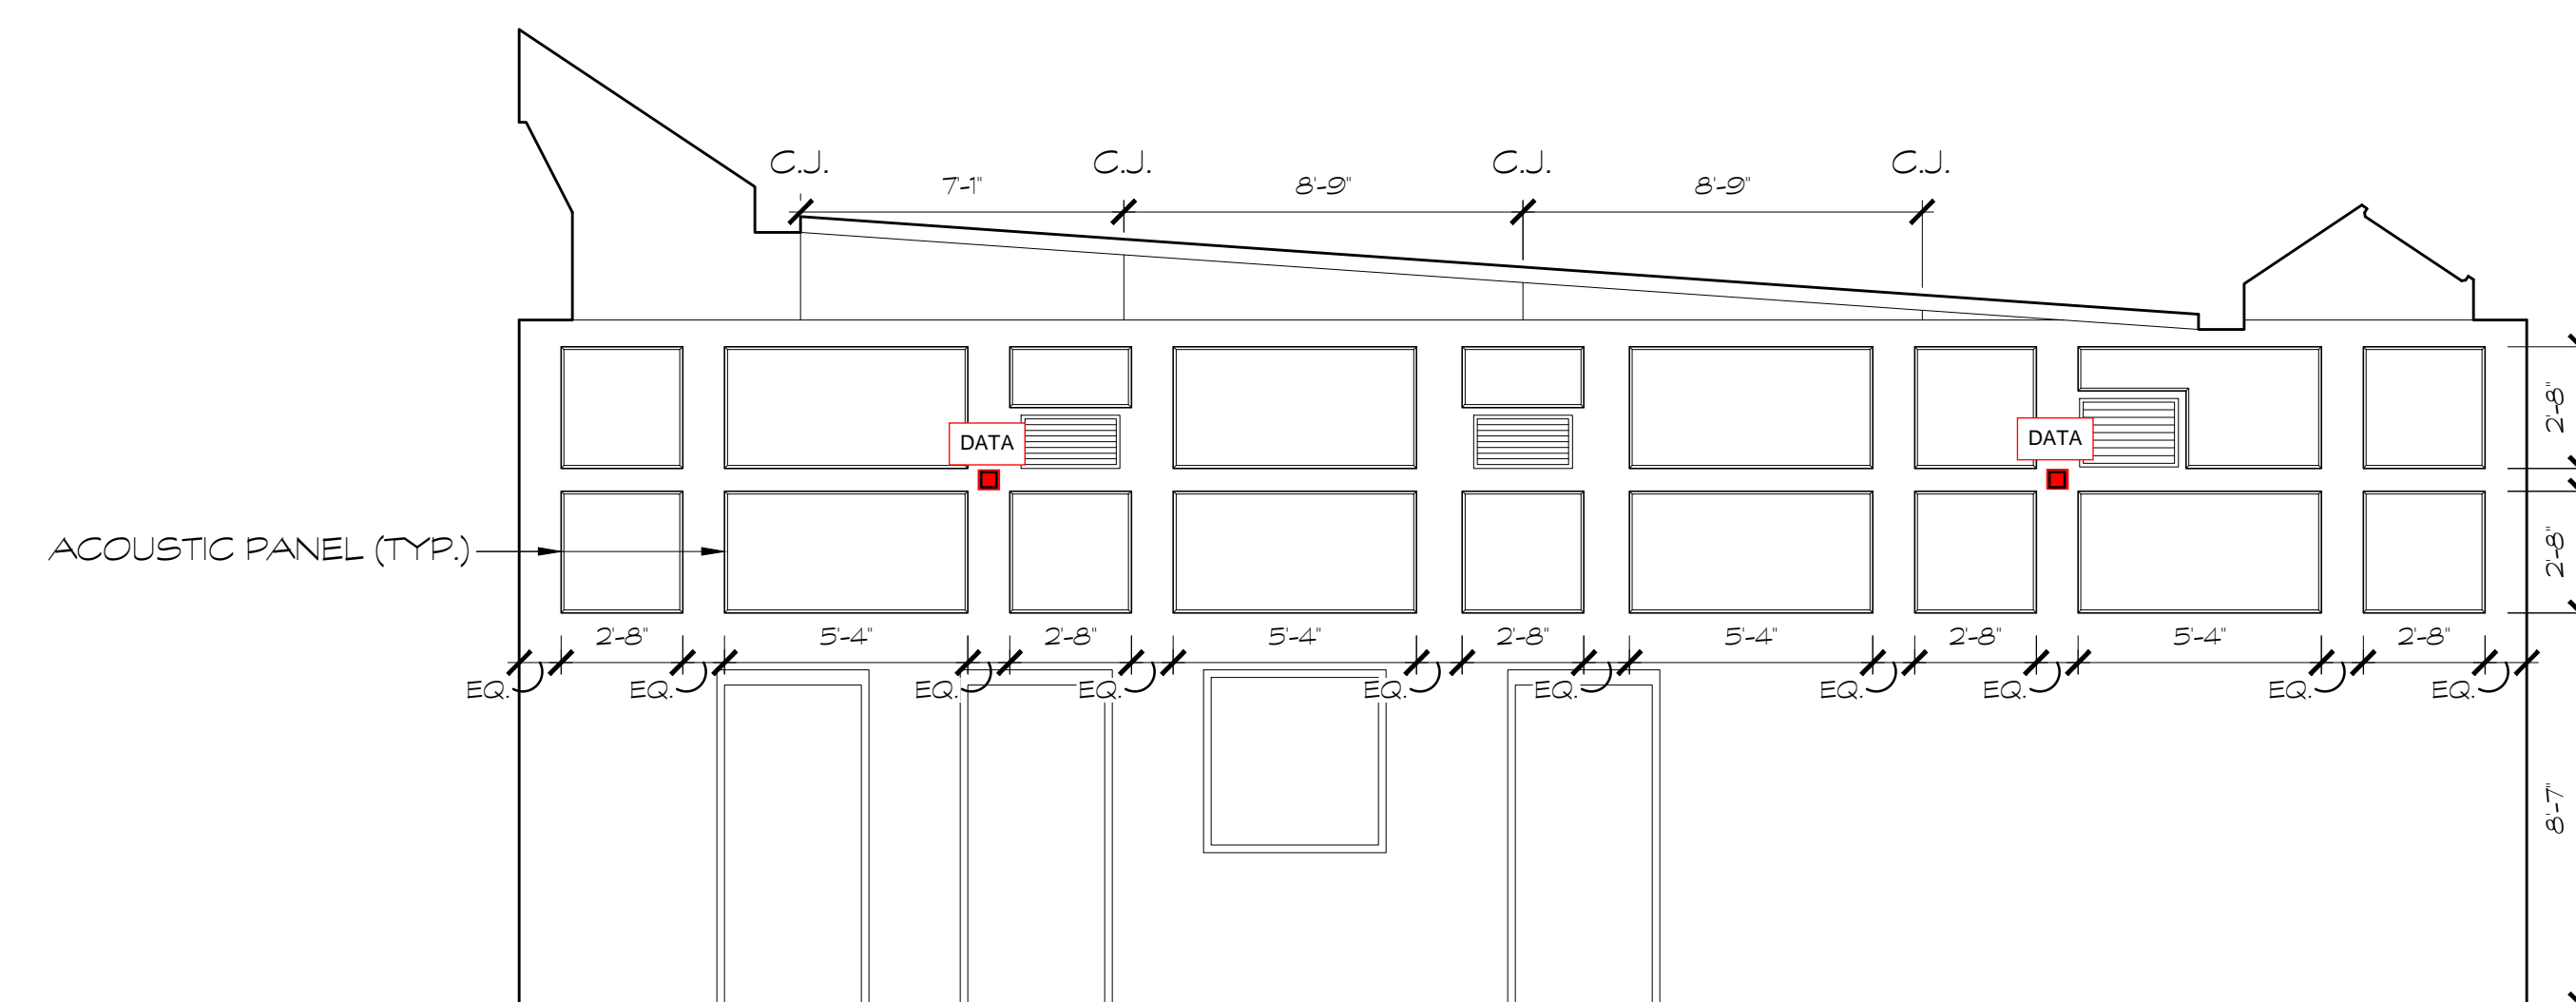 C.J. C.J. C.J. C.J.
7'-1" 8'-9" 8'-9"
2'-8"
DATA DATA
ACOUSTIC PANEL (TYP.)
2'-8"
2'-8" 5'-4" 2'-8" 5'-4" 2'-8" 5'-4" 2'-8" 5'-4" 2'-8"
EQ. EQ. EQ. EQ. EQ. EQ. EQ. EQ. EQ. EQ.
8'-7"